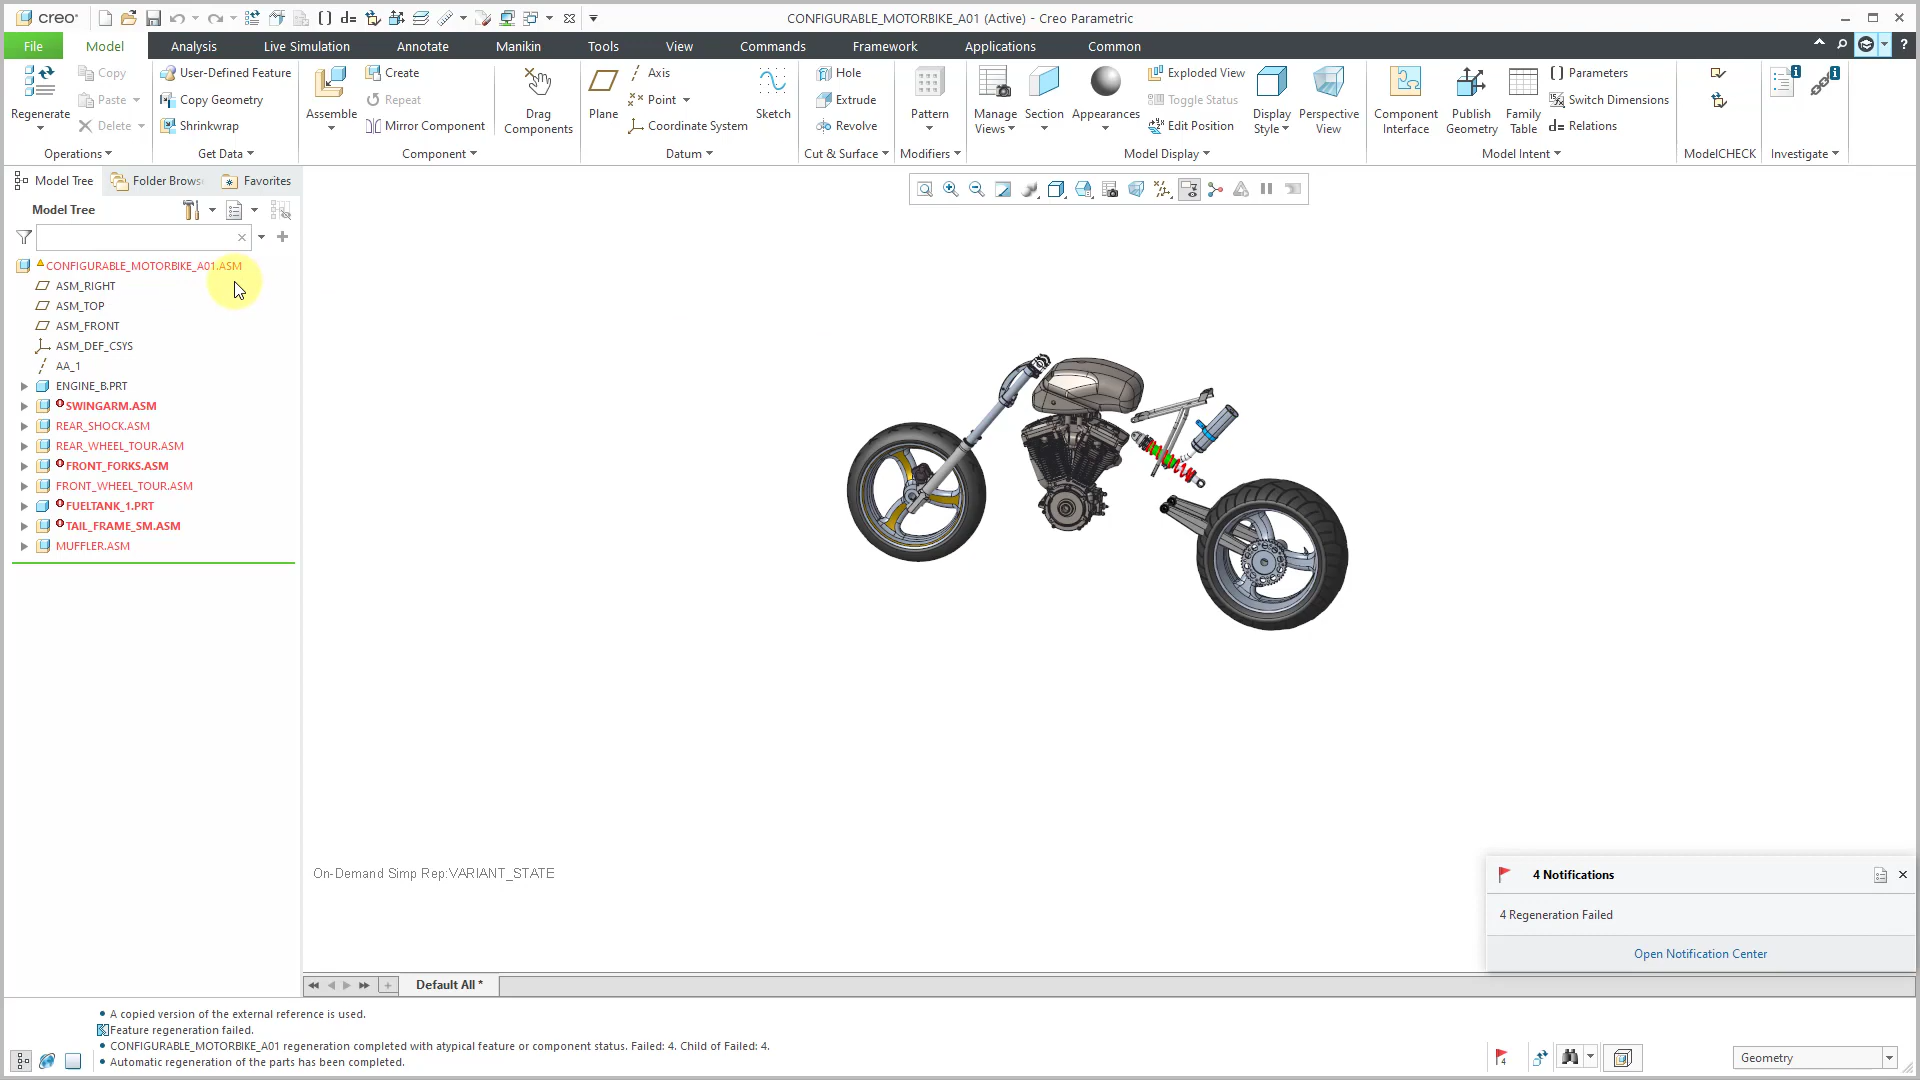 creo
CONFIGURABLE_MOTORBIKE_A01 (Active) - Creo Parametric
File Model Analysis Live Simulation Annotate Manikin Tools View Commands Framework Applications Common
Regenerate
Copy
Paste
Delete
Operations
User-Defined Feature
Copy Geometry
Shrinkwrap
Get Data
Assemble
Create
Repeat
Mirror Component
Drag Components
Component
Plane
Axis
Point
Coordinate System
Sketch
Datum
Hole
Extrude
Revolve
Cut & Surface
Pattern
Modifiers
Manage Views
Section
Appearances
Exploded View
Toggle Status
Edit Position
Display Style
Perspective View
Model Display
Component Interface
Publish Geometry
Family Table
Parameters
Switch Dimensions
d= Relations
Model Intent
ModelCHECK
Investigate
Model Tree Folder Brows Favorites
Model Tree
CONFIGURABLE_MOTORBIKE_A01.ASM
ASM_RIGHT
ASM_TOP
ASM_FRONT
ASM_DEF_CSYS
AA_1
ENGINE_B.PRT
SWINGARM.ASM
REAR_SHOCK.ASM
REAR_WHEEL_TOUR.ASM
FRONT_FORKS.ASM
FRONT_WHEEL_TOUR.ASM
FUELTANK_1.PRT
TAIL_FRAME_SM.ASM
MUFFLER.ASM
On-Demand Simp Rep:VARIANT_STATE
4 Notifications
4 Regeneration Failed
Open Notification Center
Default All *
A copied version of the external reference is used.
Feature regeneration failed.
CONFIGURABLE_MOTORBIKE_A01 regeneration completed with atypical feature or component status. Failed: 4. Child of Failed: 4.
Automatic regeneration of the parts has been completed.
4
Geometry